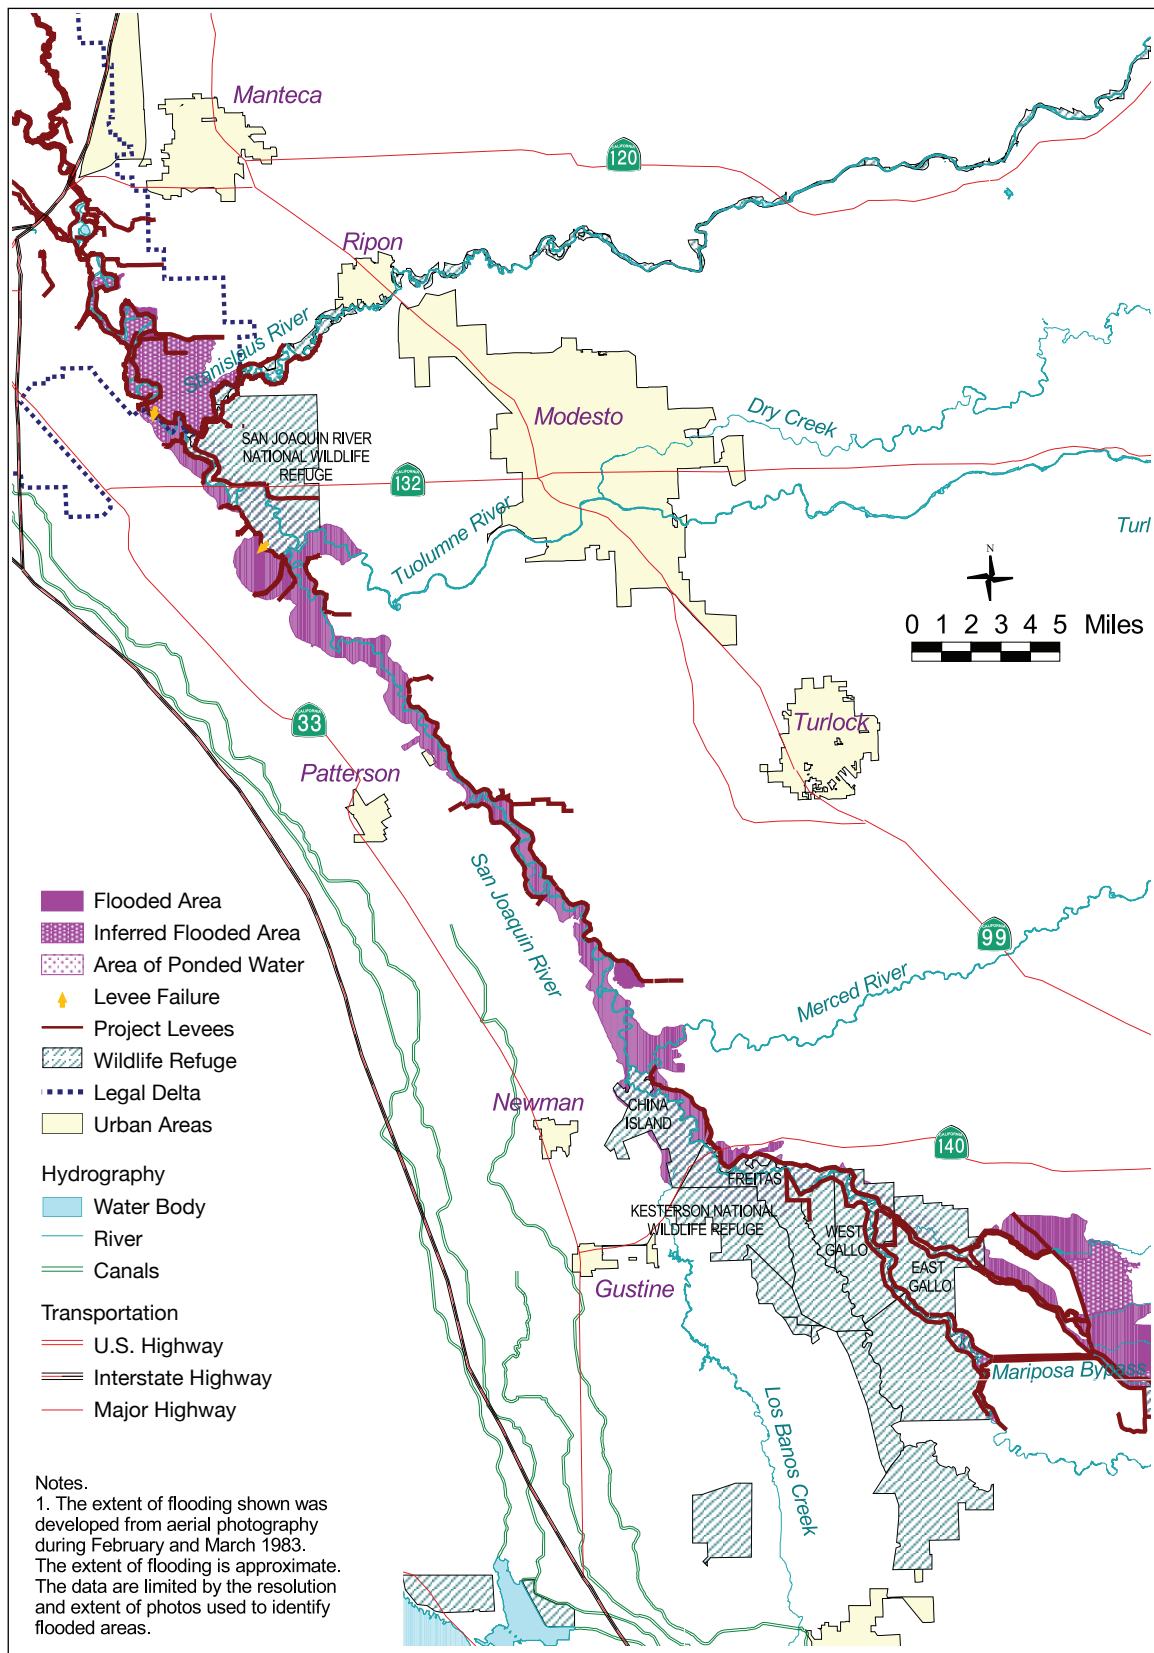 Manteca
CALIFORNIA
120
Ripon
Stanislaus River
Modesto
Dry Creek
SAN JOAQUIN RIVER
NATIONAL WILDLIFE
REFUGE
CALIFORNIA
132
Tuolumne River
Turl
N
0 1 2 3 4 5 Miles
CALIFORNIA
33
Turlock
Patterson
San Joaquin River
CALIFORNIA
99
Merced River
Flooded Area
Inferred Flooded Area
Area of Ponded Water
Levee Failure
Project Levees
Wildlife Refuge
Legal Delta
Urban Areas
Newman
CHINA
ISLAND
CALIFORNIA
140
FREITAS
KESTERSON NATIONAL
WILDLIFE REFUGE
WEST
GALLO
EAST
GALLO
Gustine
Mariposa Bypass
Los Banos Creek
Hydrography
Water Body
River
Canals
Transportation
U.S. Highway
Interstate Highway
Major Highway
Notes.
1. The extent of flooding shown was
developed from aerial photography
during February and March 1983.
The extent of flooding is approximate.
The data are limited by the resolution
and extent of photos used to identify
flooded areas.